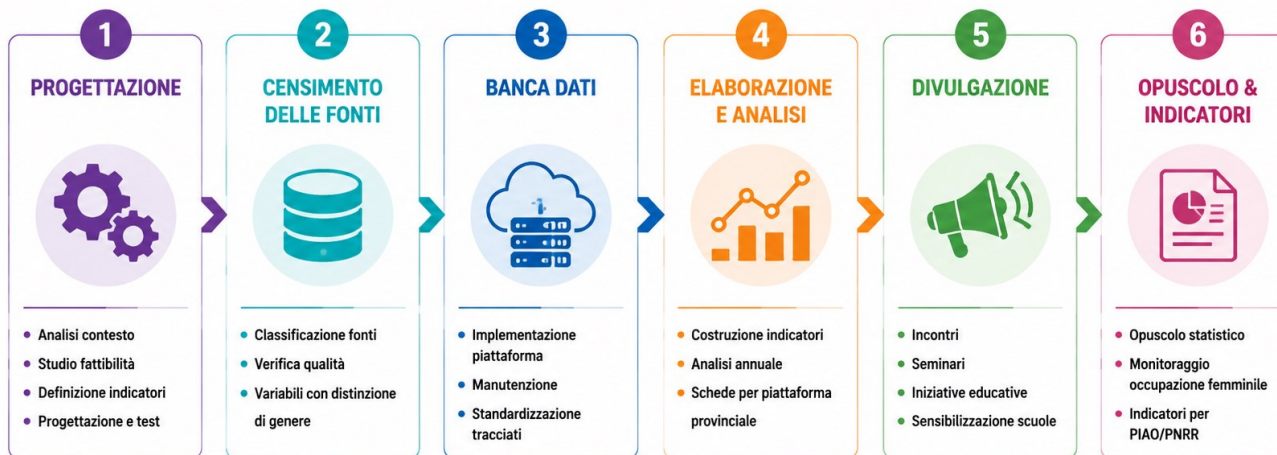 1
PROGETTAZIONE
Analisi contesto
Studio fattibilità
Definizione indicatori
Progettazione e test
2
CENSIMENTO
DELLE FONTI
Classificazione fonti
Verifica qualità
Variabili con distinzione
di genere
3
BANCA DATI
Implementazione
piattaforma
Manutenzione
Standardizzazione
tracciati
4
ELABORAZIONE
E ANALISI
Costruzione indicatori
Analisi annuale
Schede per piattaforma
provinciale
5
DIVULGAZIONE
Incontri
Seminari
Iniziative educative
Sensibilizzazione scuole
6
OPUSCOLO &
INDICATORI
Opuscolo statistico
Monitoraggio
occupazione femminile
Indicatori per
PIAO/PNRR